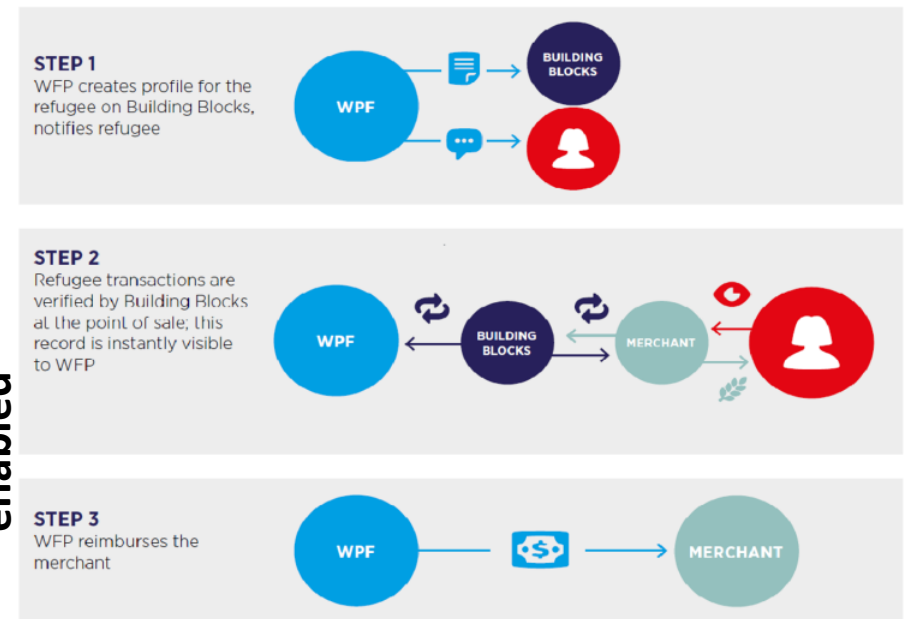 STEP 1
WFP creates profile for the
refugee on Building Blocks,
notifies refugee
WPF
BUILDING
BLOCKS
STEP 2
Refugee transactions are
verified by Building Blocks
at the point of sale; this
record is instantly visible
to WFP
WPF
BUILDING
BLOCKS
MERCHANT
enabled
STEP 3
WFP reimburses the
merchant
WPF
$
MERCHANT